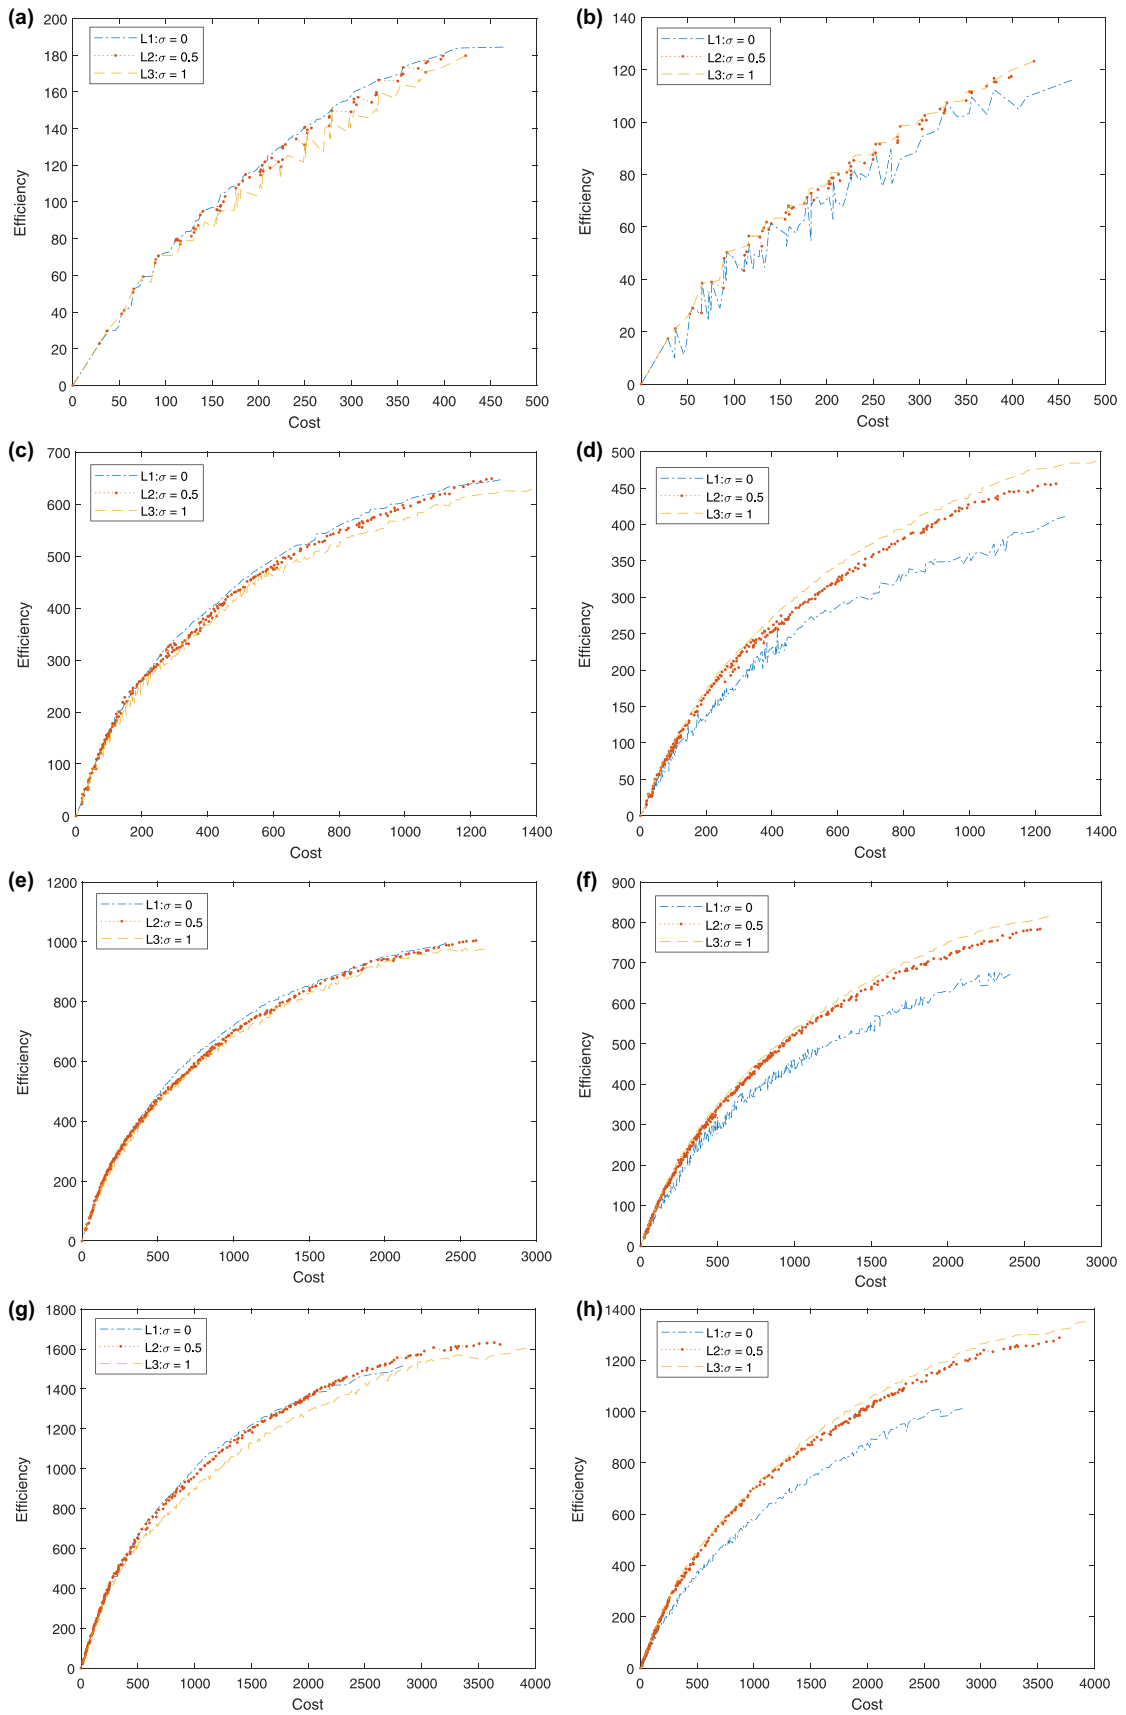 (a)
L1:σ = 0
L2:σ = 0.5
L3:σ = 1
200
180
160
140
120
100
80
60
40
20
0
Efficiency
0 50 100 150 200 250 300 350 400 450 500
Cost
(b)
L1:σ = 0
L2:σ = 0.5
L3:σ = 1
140
120
100
80
60
40
20
0
Efficiency
0 50 100 150 200 250 300 350 400 450 500
Cost
(c)
L1:σ = 0
L2:σ = 0.5
L3:σ = 1
700
600
500
400
300
200
100
0
Efficiency
0 200 400 600 800 1000 1200 1400
Cost
(d)
L1:σ = 0
L2:σ = 0.5
L3:σ = 1
500
450
400
350
300
250
200
150
100
50
0
Efficiency
0 200 400 600 800 1000 1200 1400
Cost
(e)
L1:σ = 0
L2:σ = 0.5
L3:σ = 1
1200
1000
800
600
400
200
0
Efficiency
0 500 1000 1500 2000 2500 3000
Cost
(f)
L1:σ = 0
L2:σ = 0.5
L3:σ = 1
900
800
700
600
500
400
300
200
100
0
Efficiency
0 500 1000 1500 2000 2500 3000
Cost
(g)
L1:σ = 0
L2:σ = 0.5
L3:σ = 1
1800
1600
1400
1200
1000
800
600
400
200
0
Efficiency
0 500 1000 1500 2000 2500 3000 3500 4000
Cost
(h)
L1:σ = 0
L2:σ = 0.5
L3:σ = 1
1400
1200
1000
800
600
400
200
0
Efficiency
0 500 1000 1500 2000 2500 3000 3500 4000
Cost